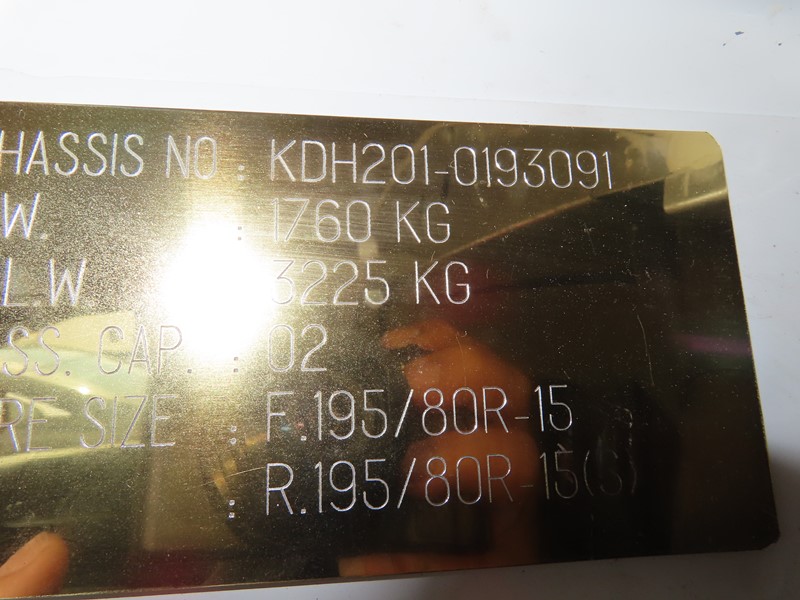 HASSIS NO : KDH201-0193091
W. : 1760 KG
L.W 3225 KG
SS. CAP. : 02
RE SIZE : F.195/80R-15
: R.195/80R-15(S)